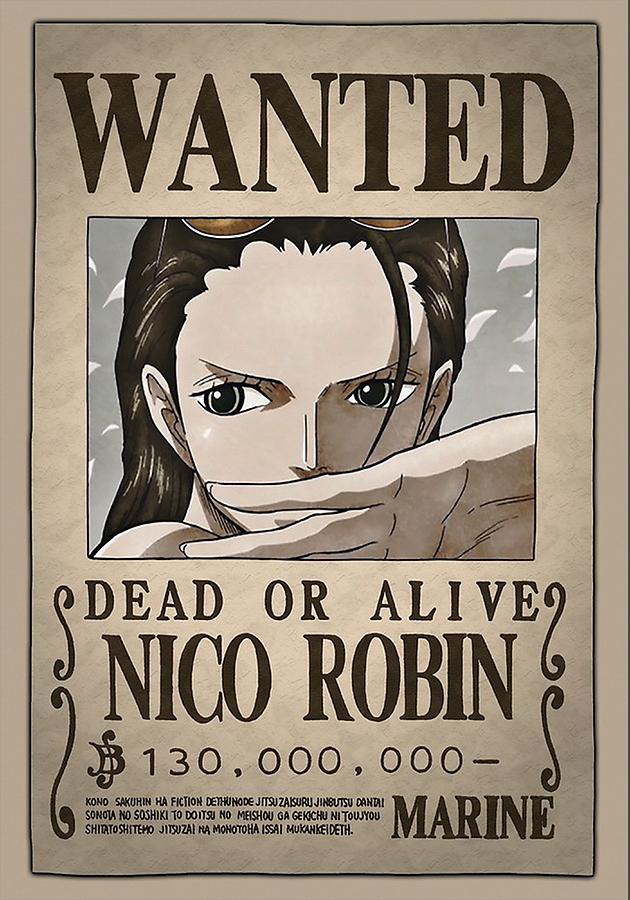 WANTED
DEAD OR ALIVE
NICO ROBIN
฿ 130,000,000-
KONO SAKUHIN HA FICTION DETHUNODE JITSUZAISURU JINBUTSU DANTAI
SONOTA NO SOSHIKI TO DOITSU NO MEISHOU GA GEKICHU NI TOUJYOU
SHITATOSHITEMO JITSUZAI NA MONOTOHA ISSAI MUKANKEIDETH.
MARINE